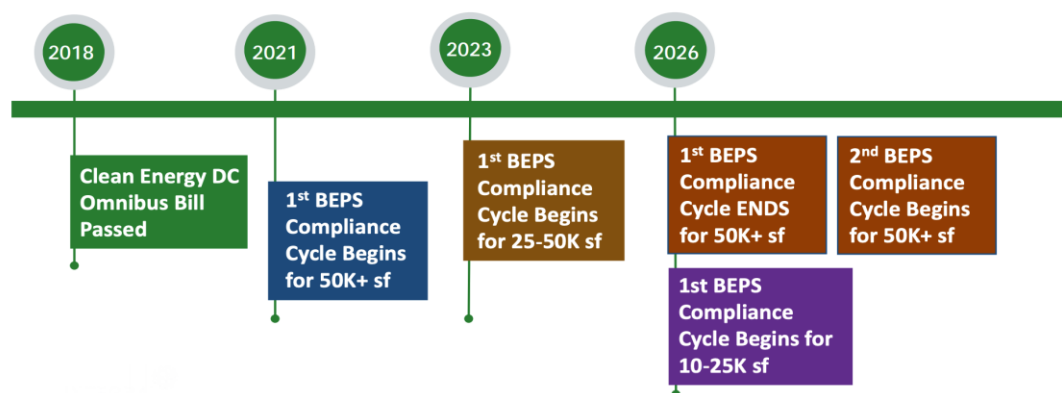 2018
2021
2023
2026
Clean Energy DC
Omnibus Bill
Passed
1st BEPS
Compliance
Cycle Begins
for 50K+ sf
1st BEPS
Compliance
Cycle Begins
for 25-50K sf
1st BEPS
Compliance
Cycle ENDS
for 50K+ sf
2nd BEPS
Compliance
Cycle Begins
for 50K+ sf
1st BEPS
Compliance
Cycle Begins for
10-25K sf